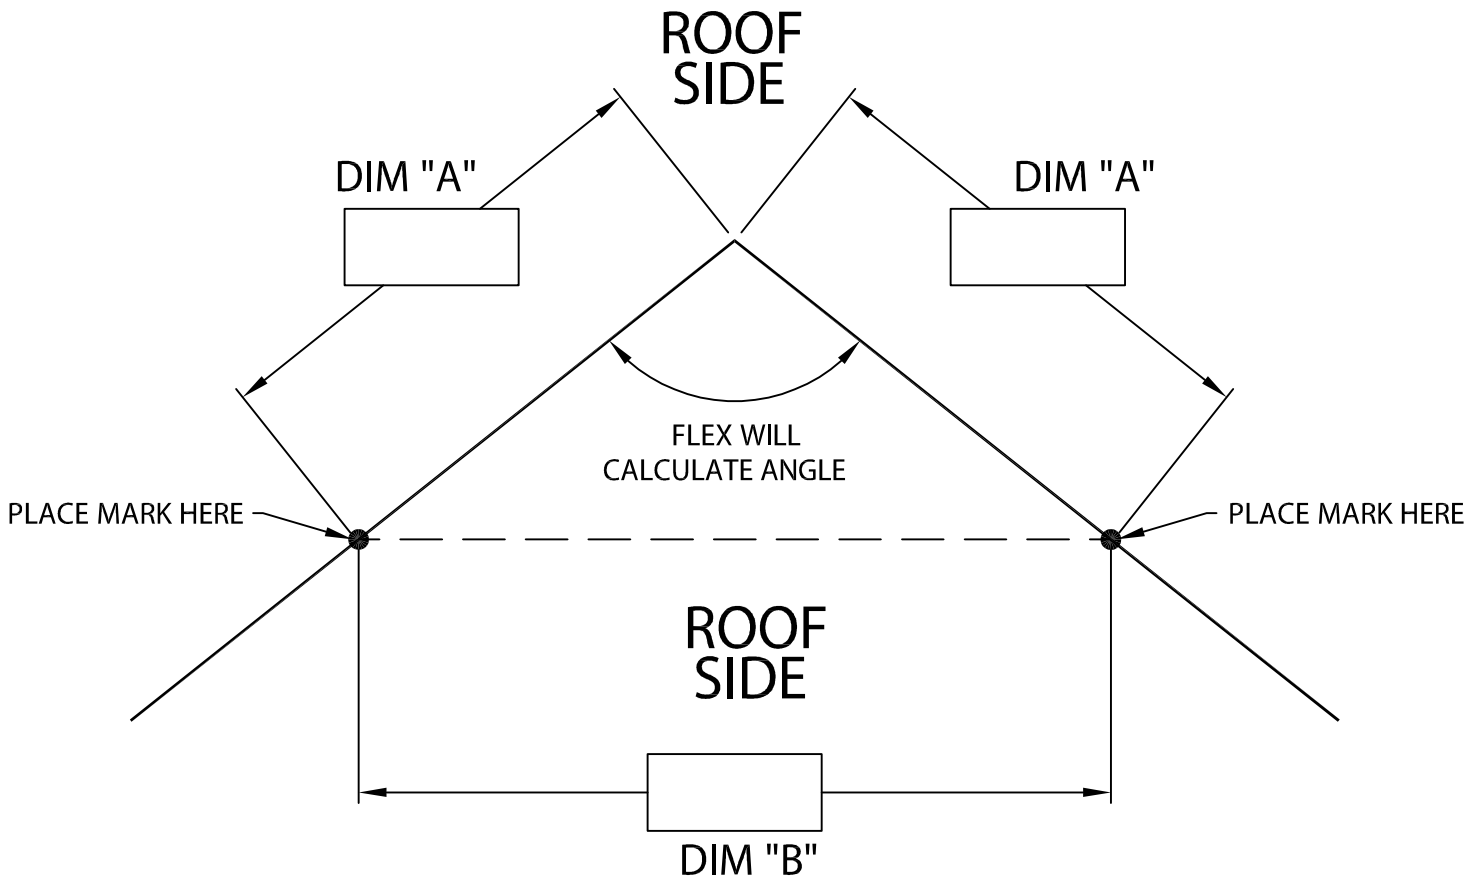 ROOF
SIDE
DIM "A"
DIM "A"
FLEX WILL
CALCULATE ANGLE
PLACE MARK HERE
PLACE MARK HERE
ROOF
SIDE
DIM "B"